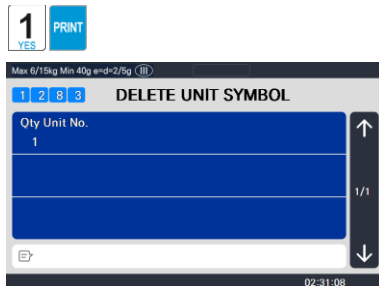 1 PRINT
YES
Max 6/15kg Min 40g e=d=2/5g (III)
1 2 8 3 DELETE UNIT SYMBOL
Qty Unit No.
1
1/1
02:31:08